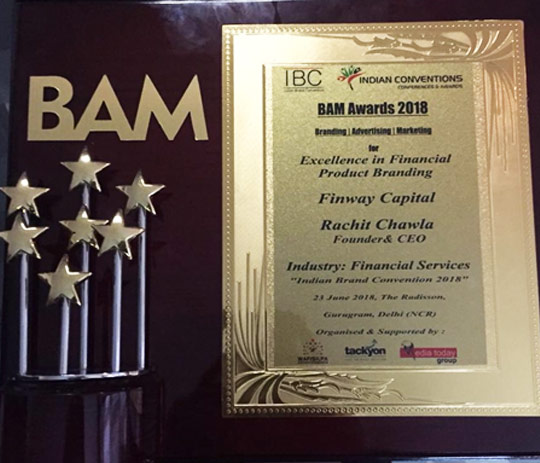 BAM
IBC
INDIAN CONVENTIONS
CONFERENCES & AWARDS
BAM Awards 2018
Branding | Advertising | Marketing
for
Excellence in Financial
Product Branding
Finway Capital
Rachit Chawla
Founder& CEO
Industry: Financial Services
"Indian Brand Convention 2018"
23 June 2018, The Radisson,
Gurugram, Delhi (NCR)
Organised & Supported by :
tackyon
media today
group